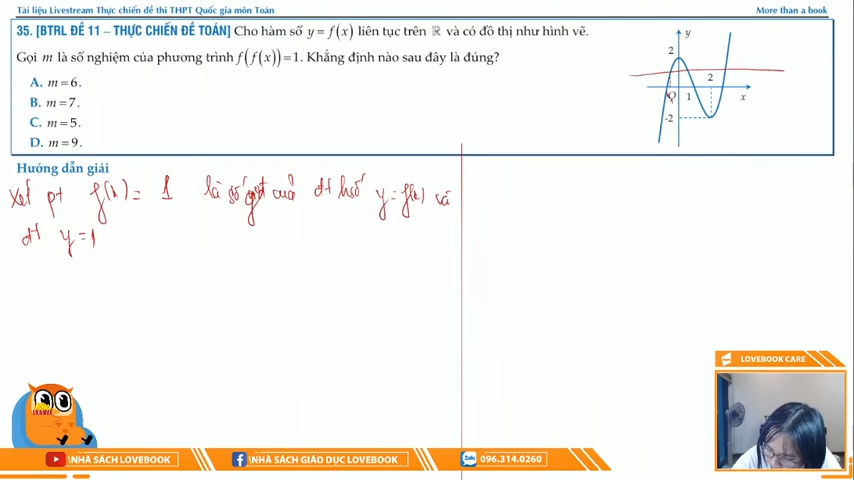 Tài liệu Livestream Thực chiến đề thi THPT Quốc gia môn Toán
More than a book
35. [BTRL ĐỀ 11 – THỰC CHIẾN ĐỀ TOÁN] Cho hàm số y = f(x) liên tục trên ℝ và có đồ thị như hình vẽ.
Gọi m là số nghiệm của phương trình f(f(x)) = 1. Khẳng định nào sau đây là đúng?
A. m = 6.
B. m = 7.
C. m = 5.
D. m = 9.
y
2
2
O
1
x
-2
Hướng dẫn giải
Xét pt f(x) = 1 là số của đt hsố y = f(x) và
đt y = 1
LOVEBOOK CARE
NHÀ SÁCH LOVEBOOK
NHÀ SÁCH GIÁO DỤC LOVEBOOK
Zalo
096.314.0260